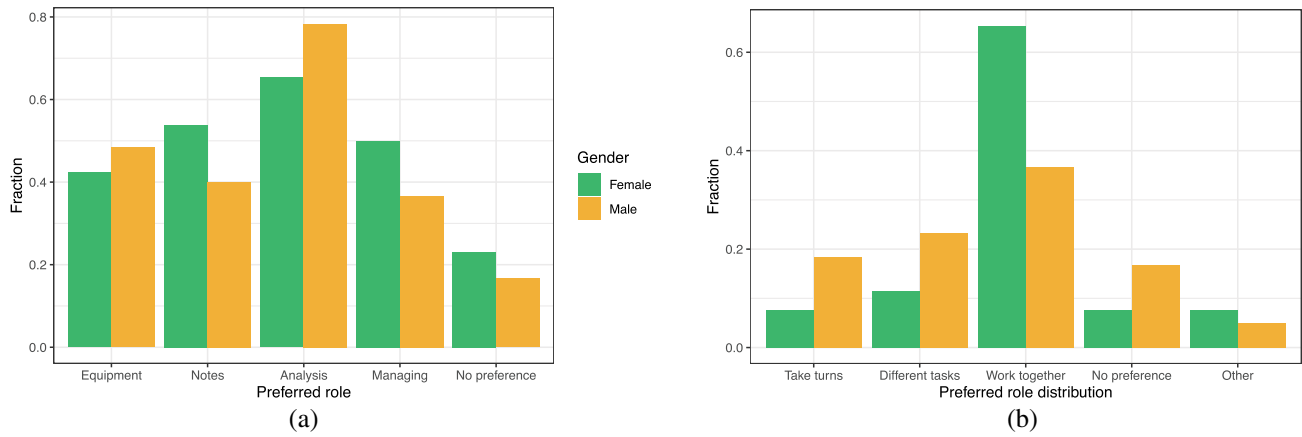 0.8
0.6
0.4
0.2
0.0
Fraction
Equipment Notes Analysis Managing No preference
Preferred role
(a)
Gender
Female
Male
0.6
0.4
0.2
0.0
Fraction
Take turns Different tasks Work together No preference Other
Preferred role distribution
(b)